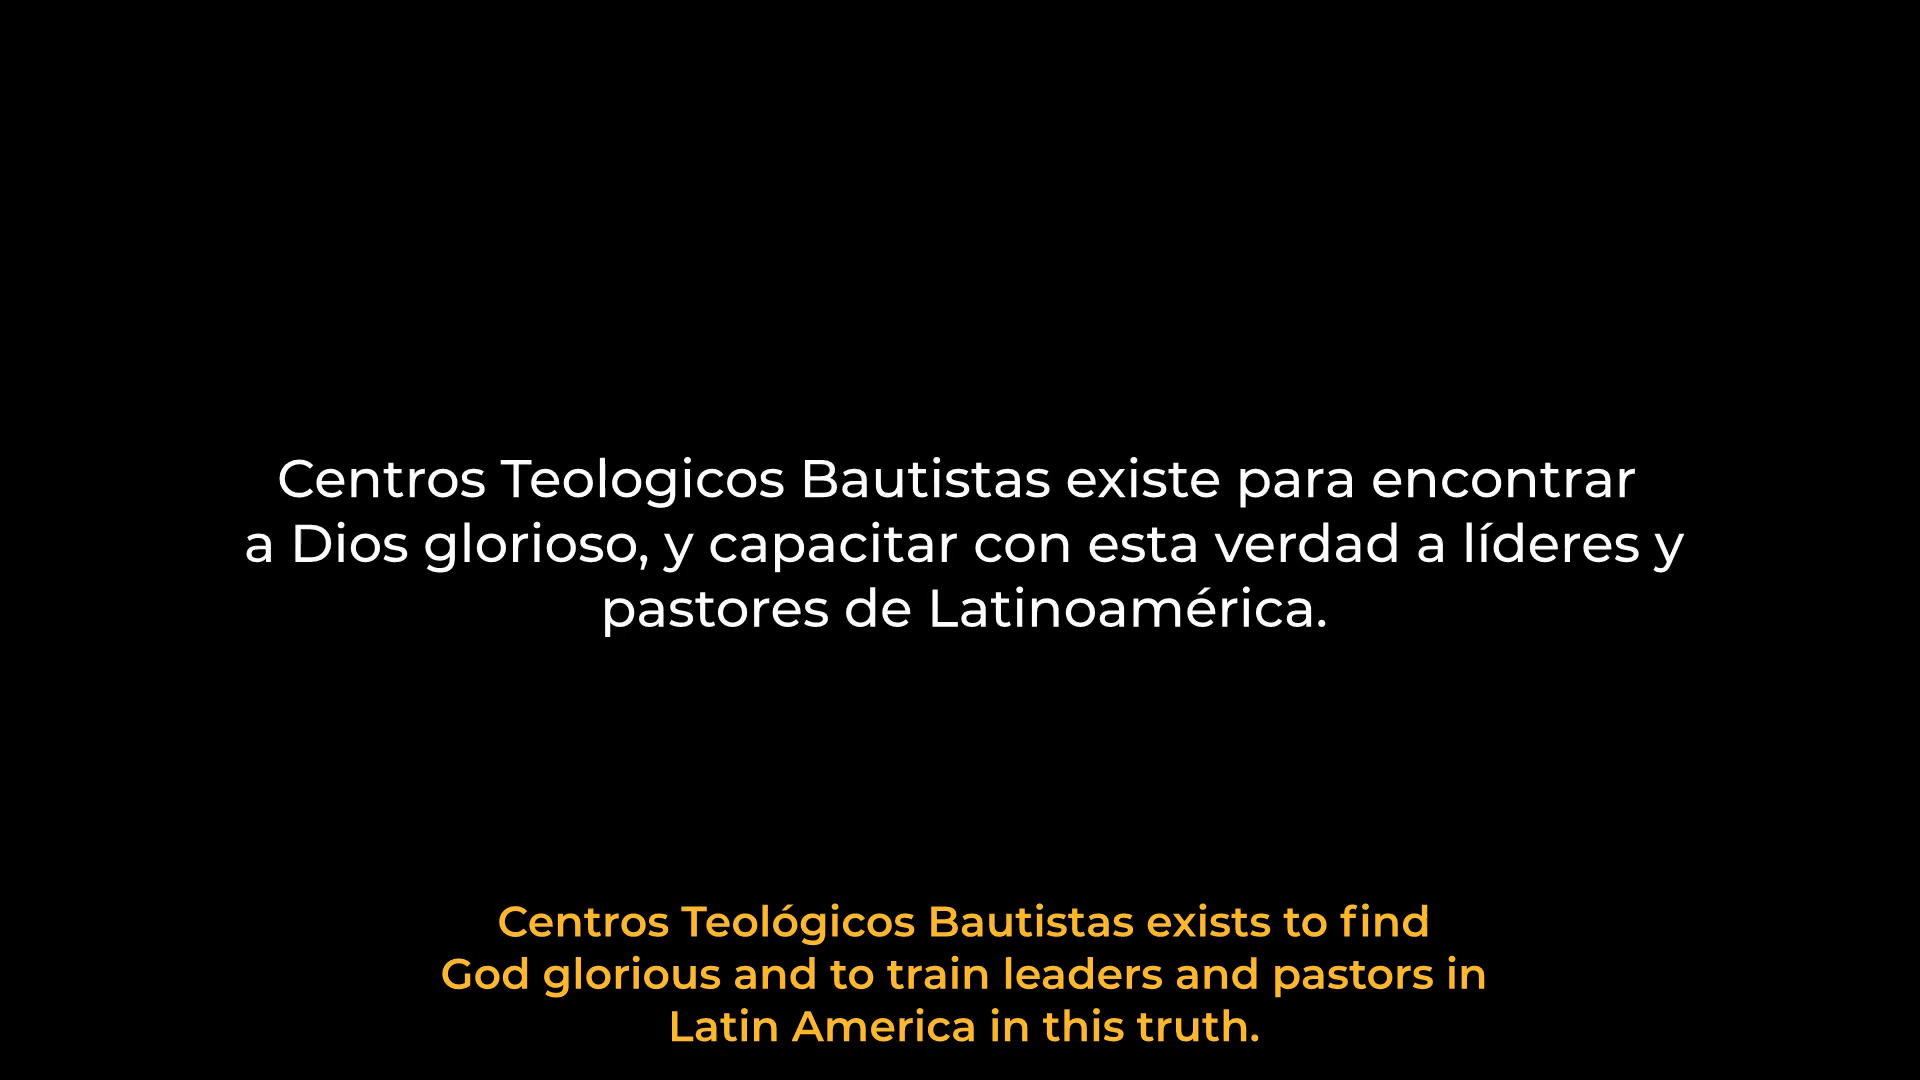 Centros Teologicos Bautistas existe para encontrar
a Dios glorioso, y capacitar con esta verdad a líderes y
pastores de Latinoamérica.
Centros Teológicos Bautistas exists to find
God glorious and to train leaders and pastors in
Latin America in this truth.